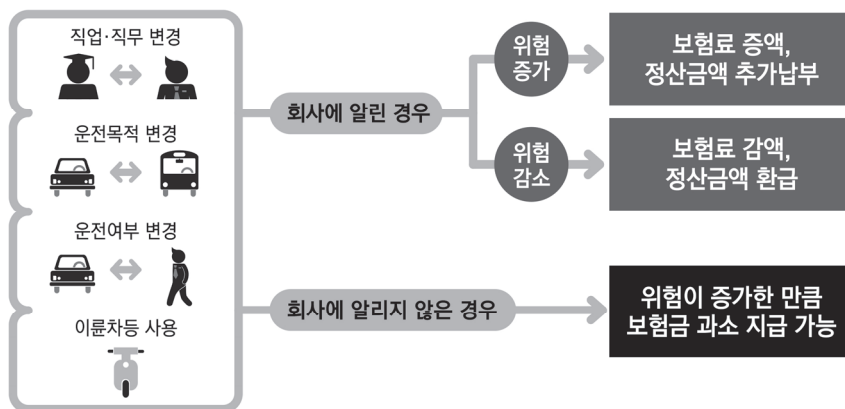 직업·직무 변경
운전목적 변경
운전여부 변경
이륜차등 사용
회사에 알린 경우
위험
증가
보험료 증액,
정산금액 추가납부
위험
감소
보험료 감액,
정산금액 환급
회사에 알리지 않은 경우
위험이 증가한 만큼
보험금 과소 지급 가능